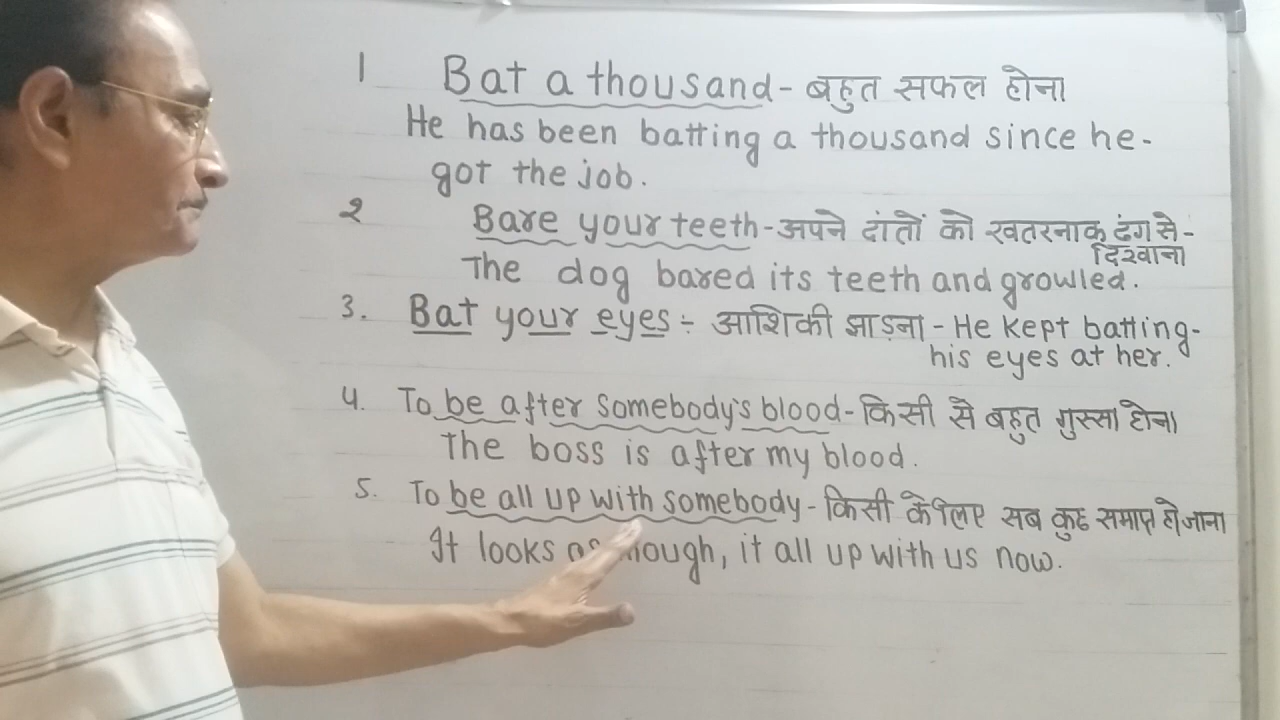 1 Bat a thousand - बहुत सफल होना
He has been batting a thousand since he-
got the job.
2 Bare your teeth - अपने दांतों को खतरनाक ढंग से-
दिखाना
The dog bared its teeth and growled.
3. Bat your eyes ÷ आशिकी झाड़ना - He kept batting-
his eyes at her.
4. To be after somebody's blood - किसी से बहुत गुस्सा होना
The boss is after my blood.
5. To be all up with somebody - किसी के लिए सब कुछ समाप्त हो जाना
It looks as though, it all up with us now.